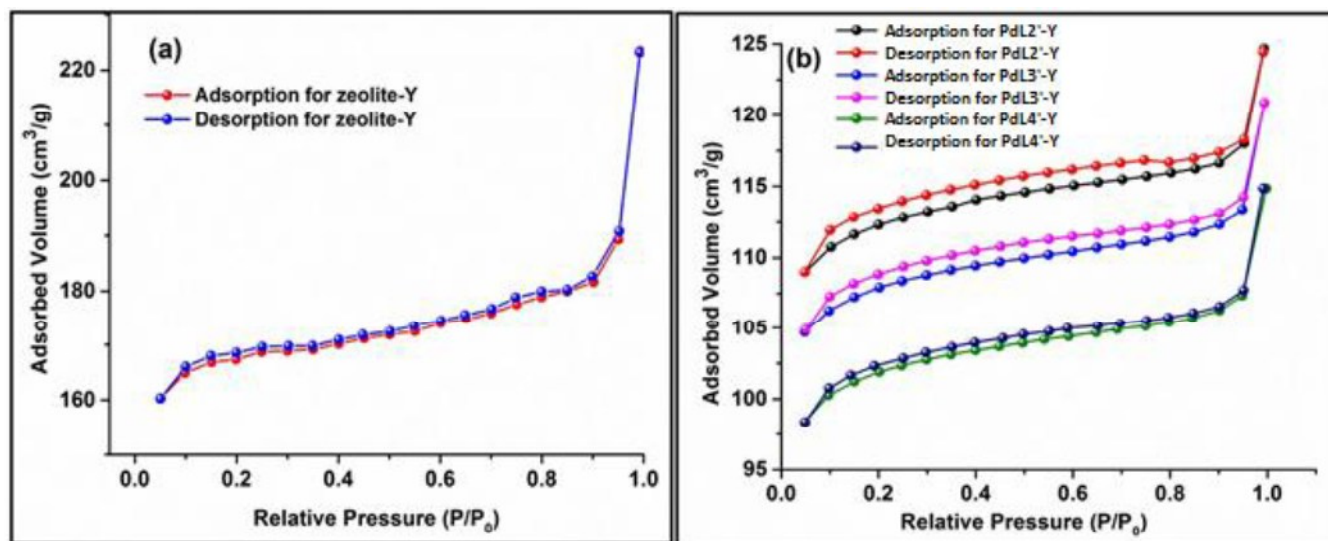 (a)
Adsorption for zeolite-Y
Desorption for zeolite-Y
Adsorbed Volume (cm³/g)
220
200
180
160
0.0 0.2 0.4 0.6 0.8 1.0
Relative Pressure (P/P₀)
(b)
Adsorption for PdL2"-Y
Desorption for PdL2"-Y
Adsorption for PdL3"-Y
Desorption for PdL3"-Y
Adsorption for PdL4"-Y
Desorption for PdL4"-Y
Adsorbed Volume (cm³/g)
125
120
115
110
105
100
95
0.0 0.2 0.4 0.6 0.8 1.0
Relative Pressure (P/P₀)